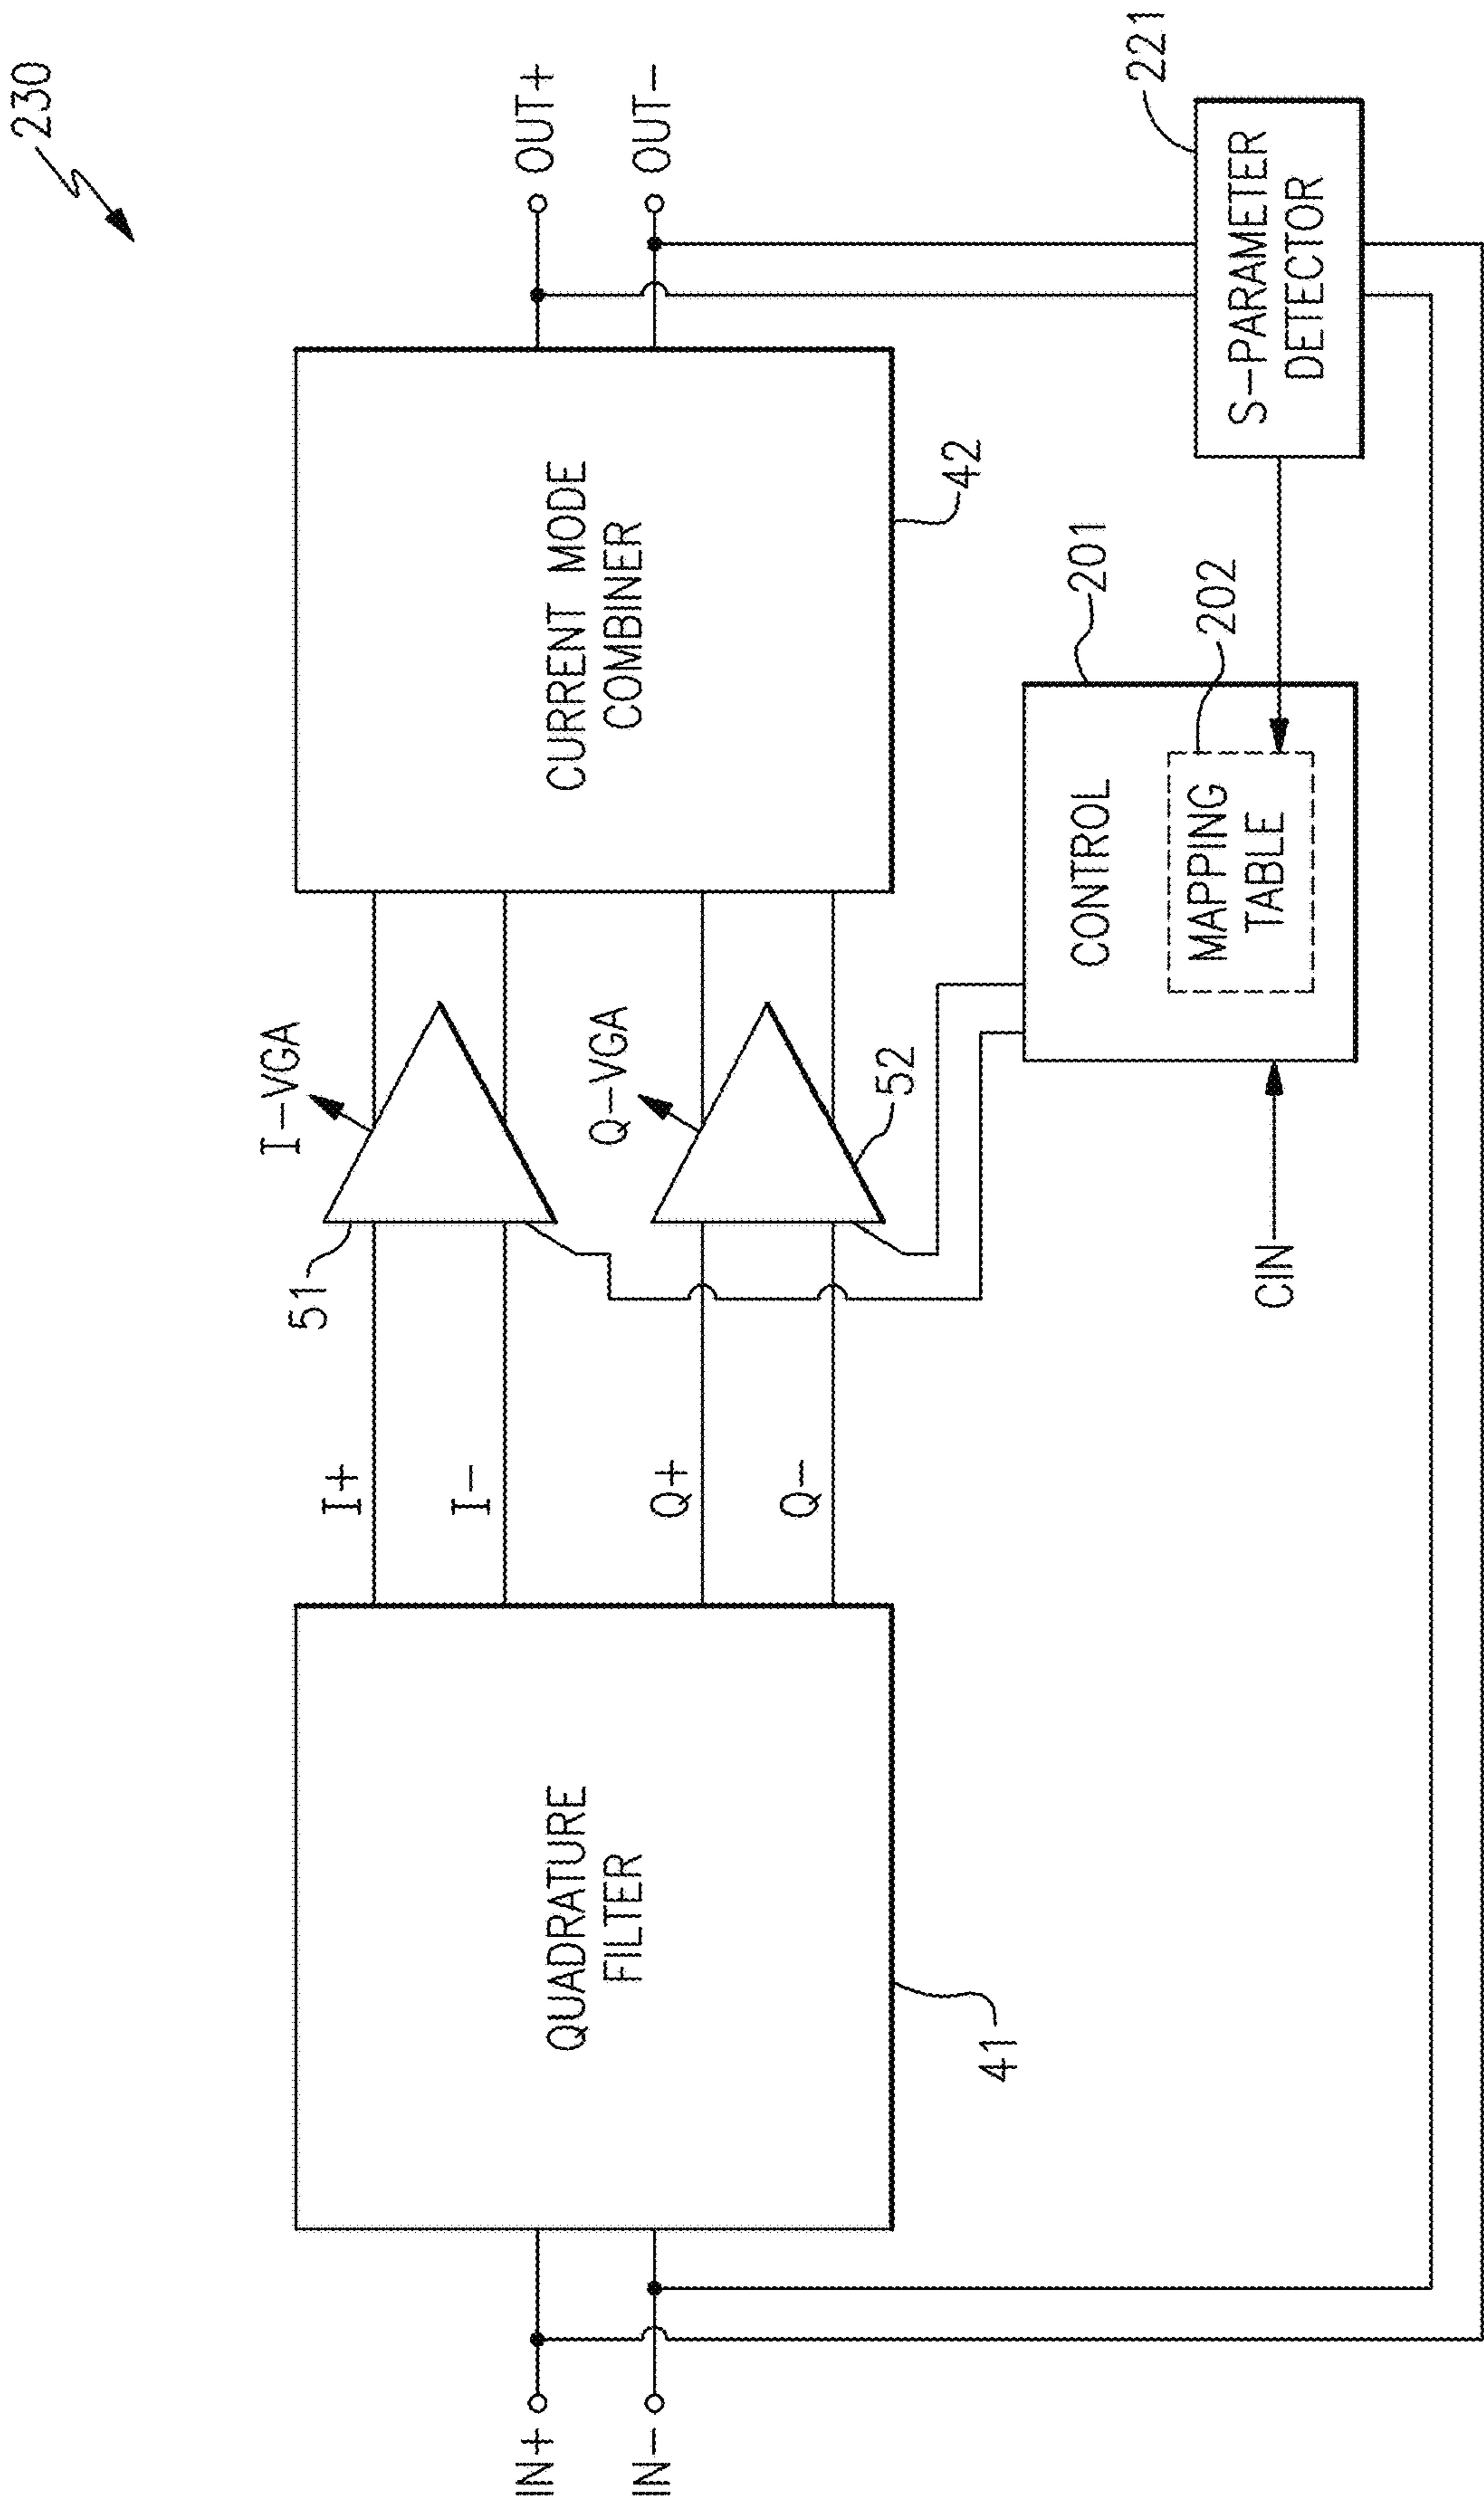 230
IN+
IN-
QUADRATURE
FILTER
41
I+
I-
Q+
Q-
51
I-VGA
Q-VGA
52
CURRENT MODE
COMBINER
42
OUT+
OUT-
CIN
CONTROL
201
MAPPING
TABLE
202
S-PARAMETER
DETECTOR
221